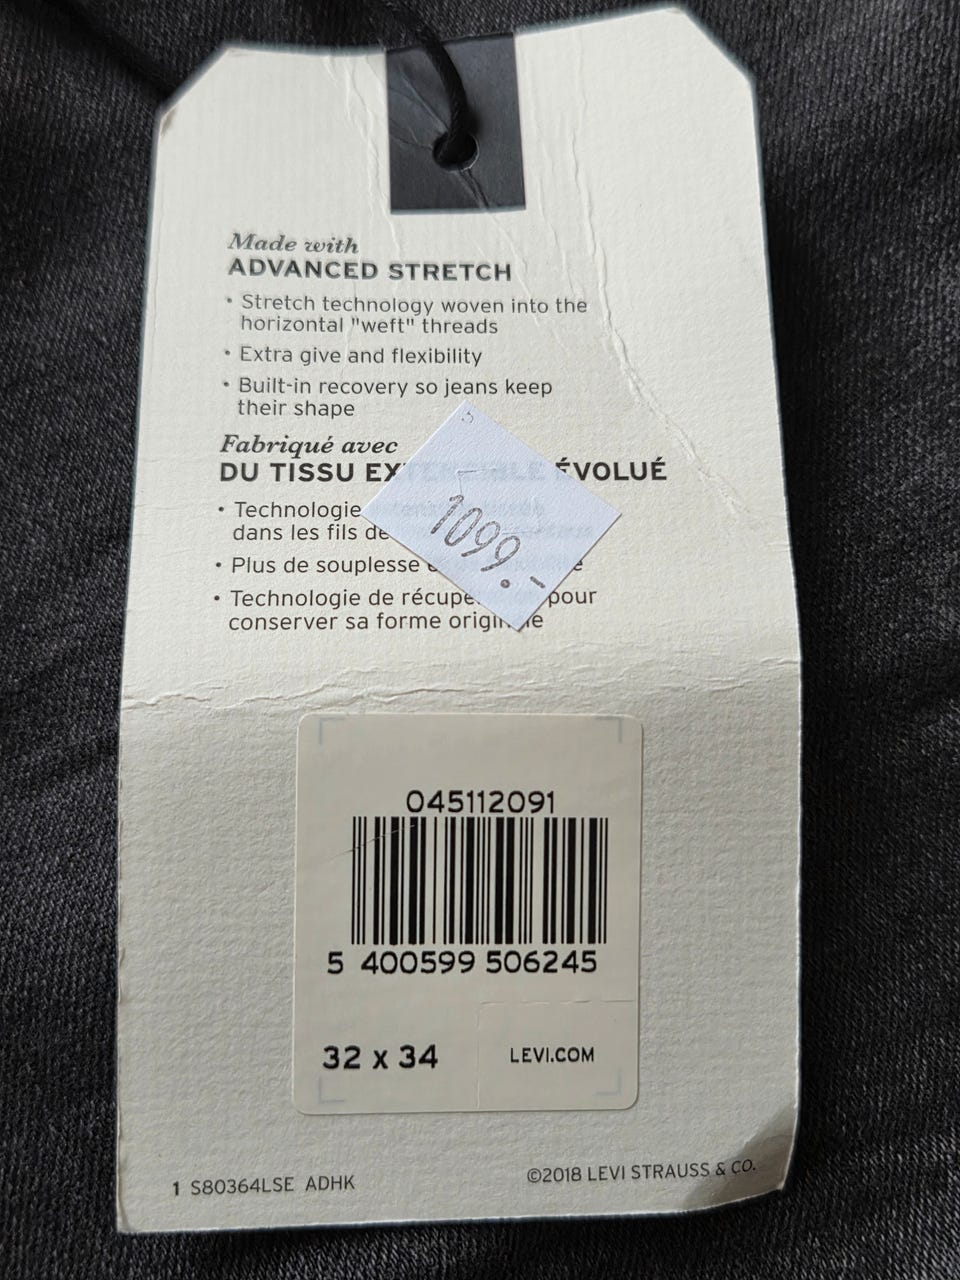 Made with
ADVANCED STRETCH
• Stretch technology woven into the
horizontal "weft" threads
• Extra give and flexibility
• Built-in recovery so jeans keep
their shape
Fabriqué avec
DU TISSU EXTENSIBLE ÉVOLUÉ
• Technologie
dans les fils de
• Plus de souplesse
• Technologie de pour
conserver sa forme
1099.-
045112091
5 400599 506245
32 x 34
LEVI.COM
1 S80364LSE ADHK
©2018 LEVI STRAUSS & CO.